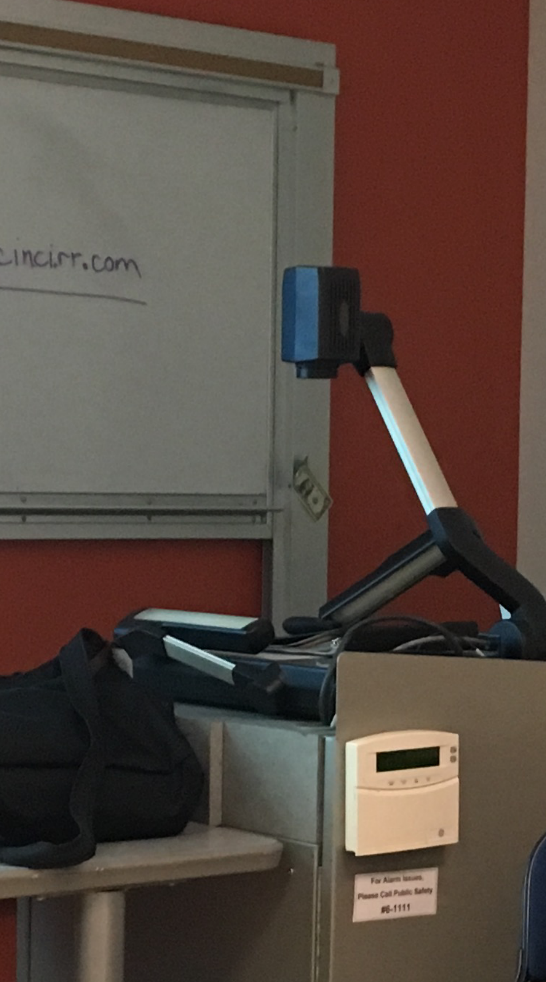 cincirr.com
For Alarm Issues,
Please Call Public Safety
#6-1111